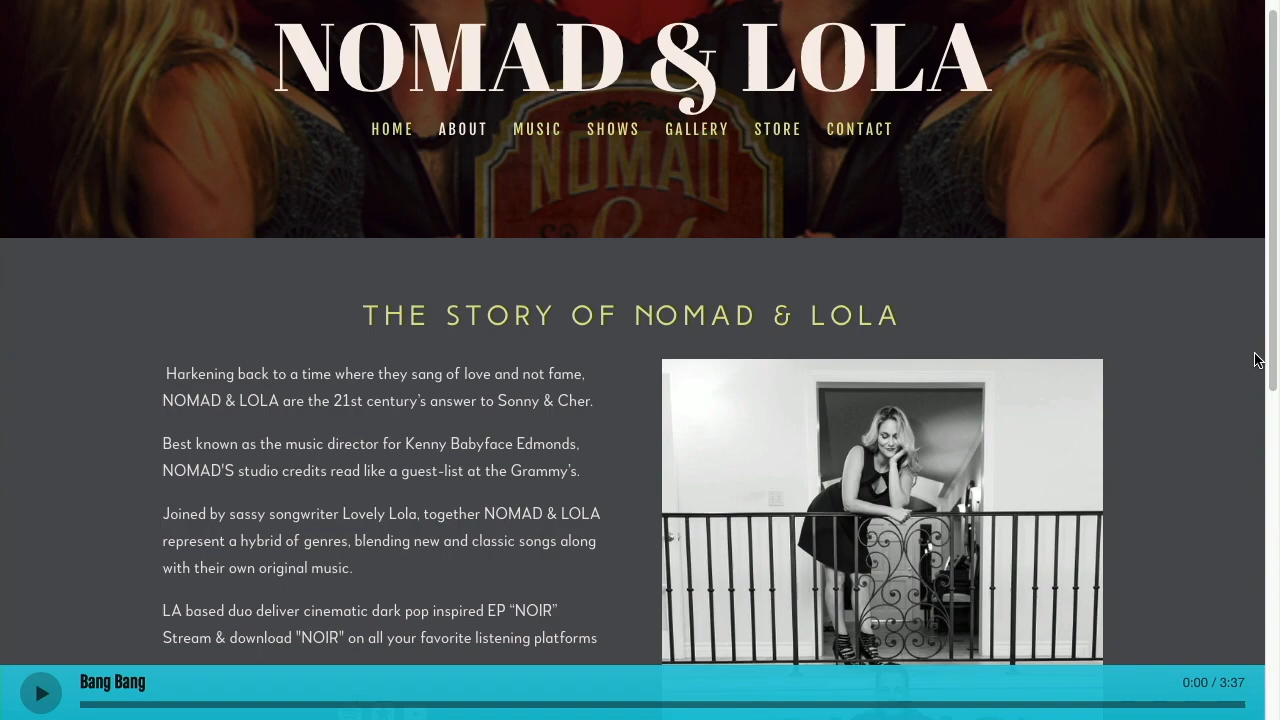 NOMAD & LOLA
HOME ABOUT MUSIC SHOWS GALLERY STORE CONTACT
NOMAD
THE STORY OF NOMAD & LOLA
Harkening back to a time where they sang of love and not fame,
NOMAD & LOLA are the 21st century’s answer to Sonny & Cher.
Best known as the music director for Kenny Babyface Edmonds,
NOMAD'S studio credits read like a guest-list at the Grammy’s.
Joined by sassy songwriter Lovely Lola, together NOMAD & LOLA
represent a hybrid of genres, blending new and classic songs along
with their own original music.
LA based duo deliver cinematic dark pop inspired EP “NOIR”
Stream & download "NOIR" on all your favorite listening platforms
Bang Bang
0:00 / 3:37